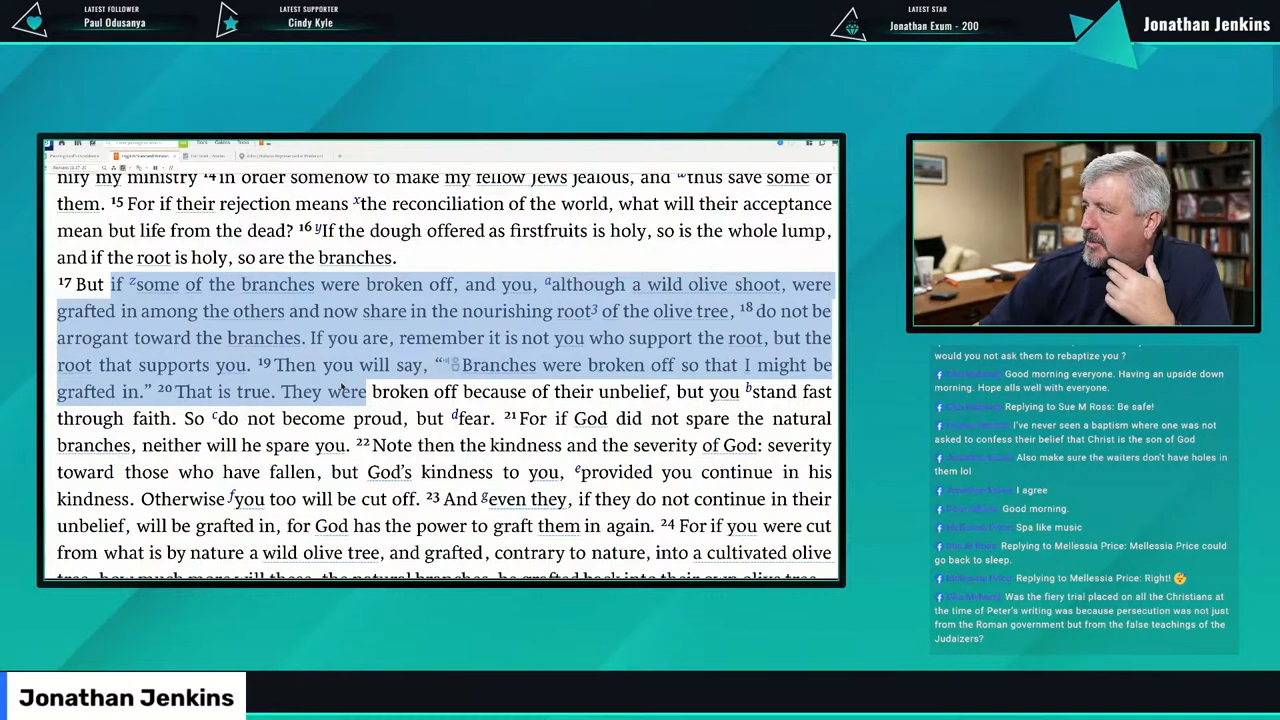 LATEST FOLLOWER
Paul Odusanya
LATEST SUPPORTER
Cindy Kyle
LATEST STAR
Jonathan Exum - 200
Jonathan Jenkins
nify my ministry 14 in order somehow to make my fellow Jews jealous, and thus save some of
them. 15 For if their rejection means x the reconciliation of the world, what will their acceptance
mean but life from the dead? 16 y If the dough offered as firstfruits is holy, so is the whole lump,
and if the root is holy, so are the branches.
17 But if z some of the branches were broken off, and you, a although a wild olive shoot, were
grafted in among the others and now share in the nourishing root3 of the olive tree, 18 do not be
arrogant toward the branches. If you are, remember it is not you who support the root, but the
root that supports you. 19 Then you will say, “Branches were broken off so that I might be
grafted in.” 20 That is true. They were broken off because of their unbelief, but you b stand fast
through faith. So c do not become proud, but d fear. 21 For if God did not spare the natural
branches, neither will he spare you. 22 Note then the kindness and the severity of God: severity
toward those who have fallen, but God’s kindness to you, e provided you continue in his
kindness. Otherwise f you too will be cut off. 23 And g even they, if they do not continue in their
unbelief, will be grafted in, for God has the power to graft them in again. 24 For if you were cut
from what is by nature a wild olive tree, and grafted, contrary to nature, into a cultivated olive
tree, how much more will these, the natural branches, be grafted back into their own olive tree.
would you not ask them to rebaptize you ?
Good morning everyone. Having an upside down
morning. Hope alls well with everyone.
Replying to Sue M Ross: Be safe!
I've never seen a baptism where one was not
asked to confess their belief that Christ is the son of God
Also make sure the waiters don't have holes in
them lol
I agree
Good morning.
Spa like music
Replying to Mellessia Price: Mellessia Price could
go back to sleep.
Replying to Mellessia Price: Right! 😴
Was the fiery trial placed on all the Christians at
the time of Peter's writing was because persecution was not just
from the Roman government but from the false teachings of the
Judaizers?
Jonathan Jenkins